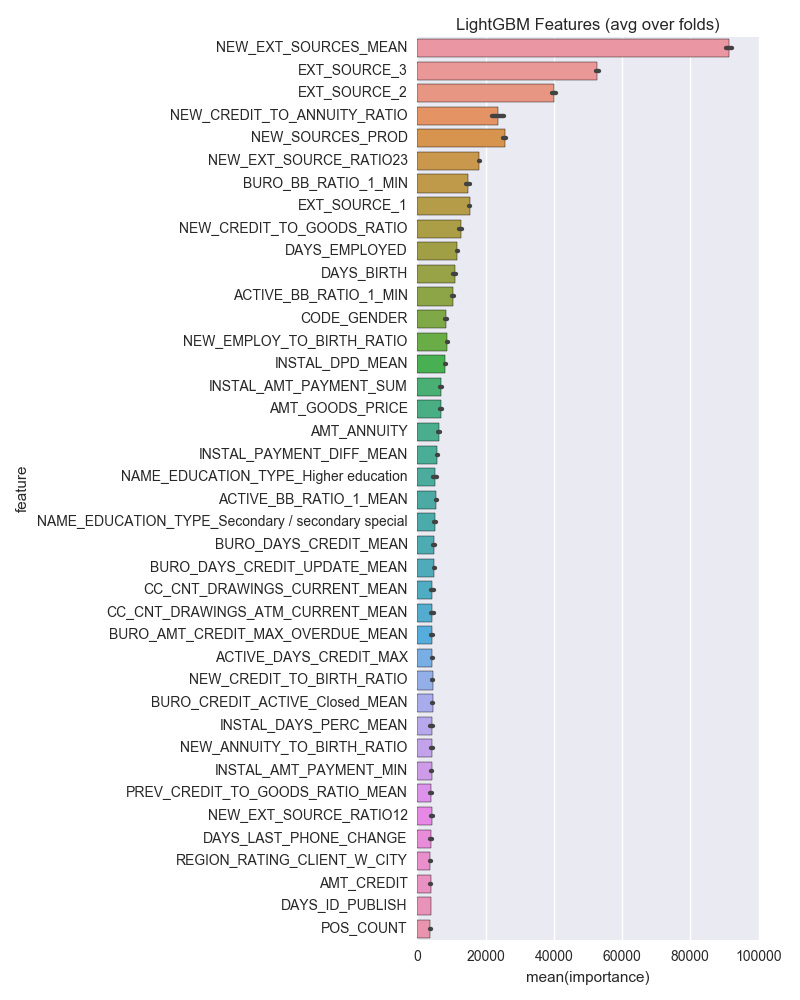 LightGBM Features (avg over folds)
feature
NEW_EXT_SOURCES_MEAN
EXT_SOURCE_3
EXT_SOURCE_2
NEW_CREDIT_TO_ANNUITY_RATIO
NEW_SOURCES_PROD
NEW_EXT_SOURCE_RATIO23
BURO_BB_RATIO_1_MIN
EXT_SOURCE_1
NEW_CREDIT_TO_GOODS_RATIO
DAYS_EMPLOYED
DAYS_BIRTH
ACTIVE_BB_RATIO_1_MIN
CODE_GENDER
NEW_EMPLOY_TO_BIRTH_RATIO
INSTAL_DPD_MEAN
INSTAL_AMT_PAYMENT_SUM
AMT_GOODS_PRICE
AMT_ANNUITY
INSTAL_PAYMENT_DIFF_MEAN
NAME_EDUCATION_TYPE_Higher education
ACTIVE_BB_RATIO_1_MEAN
NAME_EDUCATION_TYPE_Secondary / secondary special
BURO_DAYS_CREDIT_MEAN
BURO_DAYS_CREDIT_UPDATE_MEAN
CC_CNT_DRAWINGS_CURRENT_MEAN
CC_CNT_DRAWINGS_ATM_CURRENT_MEAN
BURO_AMT_CREDIT_MAX_OVERDUE_MEAN
ACTIVE_DAYS_CREDIT_MAX
NEW_CREDIT_TO_BIRTH_RATIO
BURO_CREDIT_ACTIVE_Closed_MEAN
INSTAL_DAYS_PERC_MEAN
NEW_ANNUITY_TO_BIRTH_RATIO
INSTAL_AMT_PAYMENT_MIN
PREV_CREDIT_TO_GOODS_RATIO_MEAN
NEW_EXT_SOURCE_RATIO12
DAYS_LAST_PHONE_CHANGE
REGION_RATING_CLIENT_W_CITY
AMT_CREDIT
DAYS_ID_PUBLISH
POS_COUNT
0 20000 40000 60000 80000 100000
mean(importance)